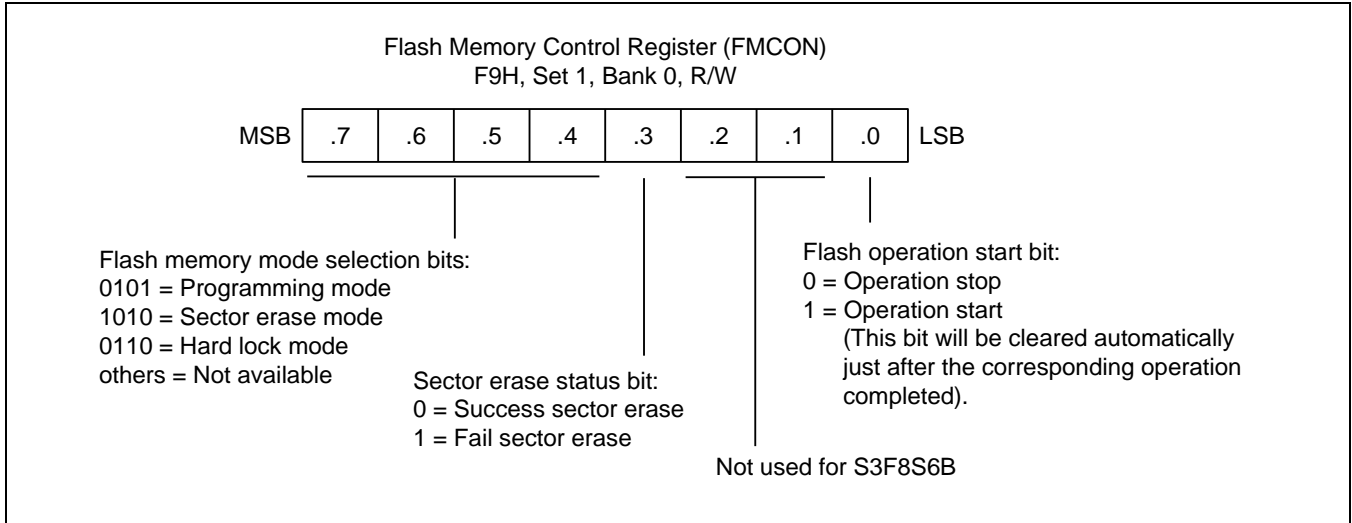 Flash Memory Control Register (FMCON)
F9H, Set 1, Bank 0, R/W
MSB .7 .6 .5 .4 .3 .2 .1 .0 LSB
Flash memory mode selection bits:
0101 = Programming mode
1010 = Sector erase mode
0110 = Hard lock mode
others = Not available
Sector erase status bit:
0 = Success sector erase
1 = Fail sector erase
Not used for S3F8S6B
Flash operation start bit:
0 = Operation stop
1 = Operation start
(This bit will be cleared automatically
just after the corresponding operation
completed).